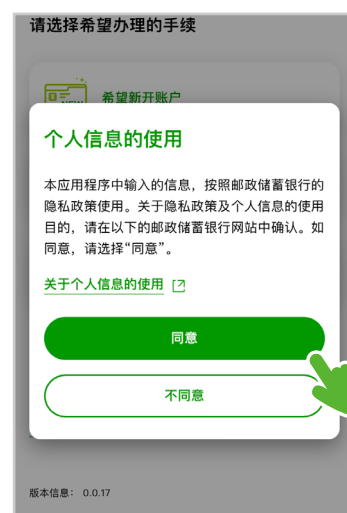 请选择希望办理的手续
NEW
希望新开账户
个人信息的使用
本应用程序中输入的信息，按照邮政储蓄银行的
隐私政策使用。关于隐私政策及个人信息的使用
目的，请在以下的邮政储蓄银行网站中确认。如
同意，请选择“同意”。
关于个人信息的使用
同意
不同意
版本信息： 0.0.17